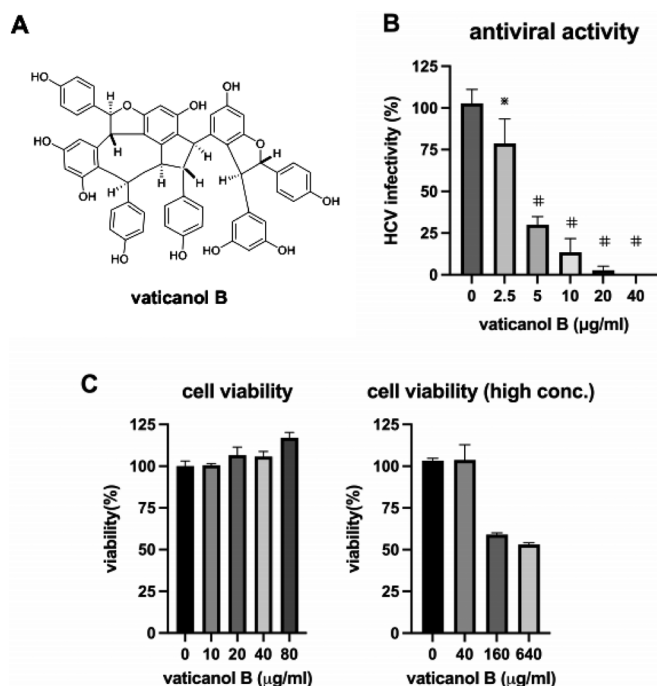 A
HO
H
O
OH
OH
O
HO
H
H
H
H
OH
H
H
H
H
OH
HO
HO
HO
OH
vaticanol B
B
antiviral activity
HCV infectivity (%)
125
100
75
50
25
0
※
#
#
#
#
0 2.5 5 10 20 40
vaticanol B (μg/ml)
C
cell viability
viability(%)
125
100
75
50
25
0
0 10 20 40 80
vaticanol B (μg/ml)
cell viability (high conc.)
viability(%)
125
100
75
50
25
0
0 40 160 640
vaticanol B (μg/ml)